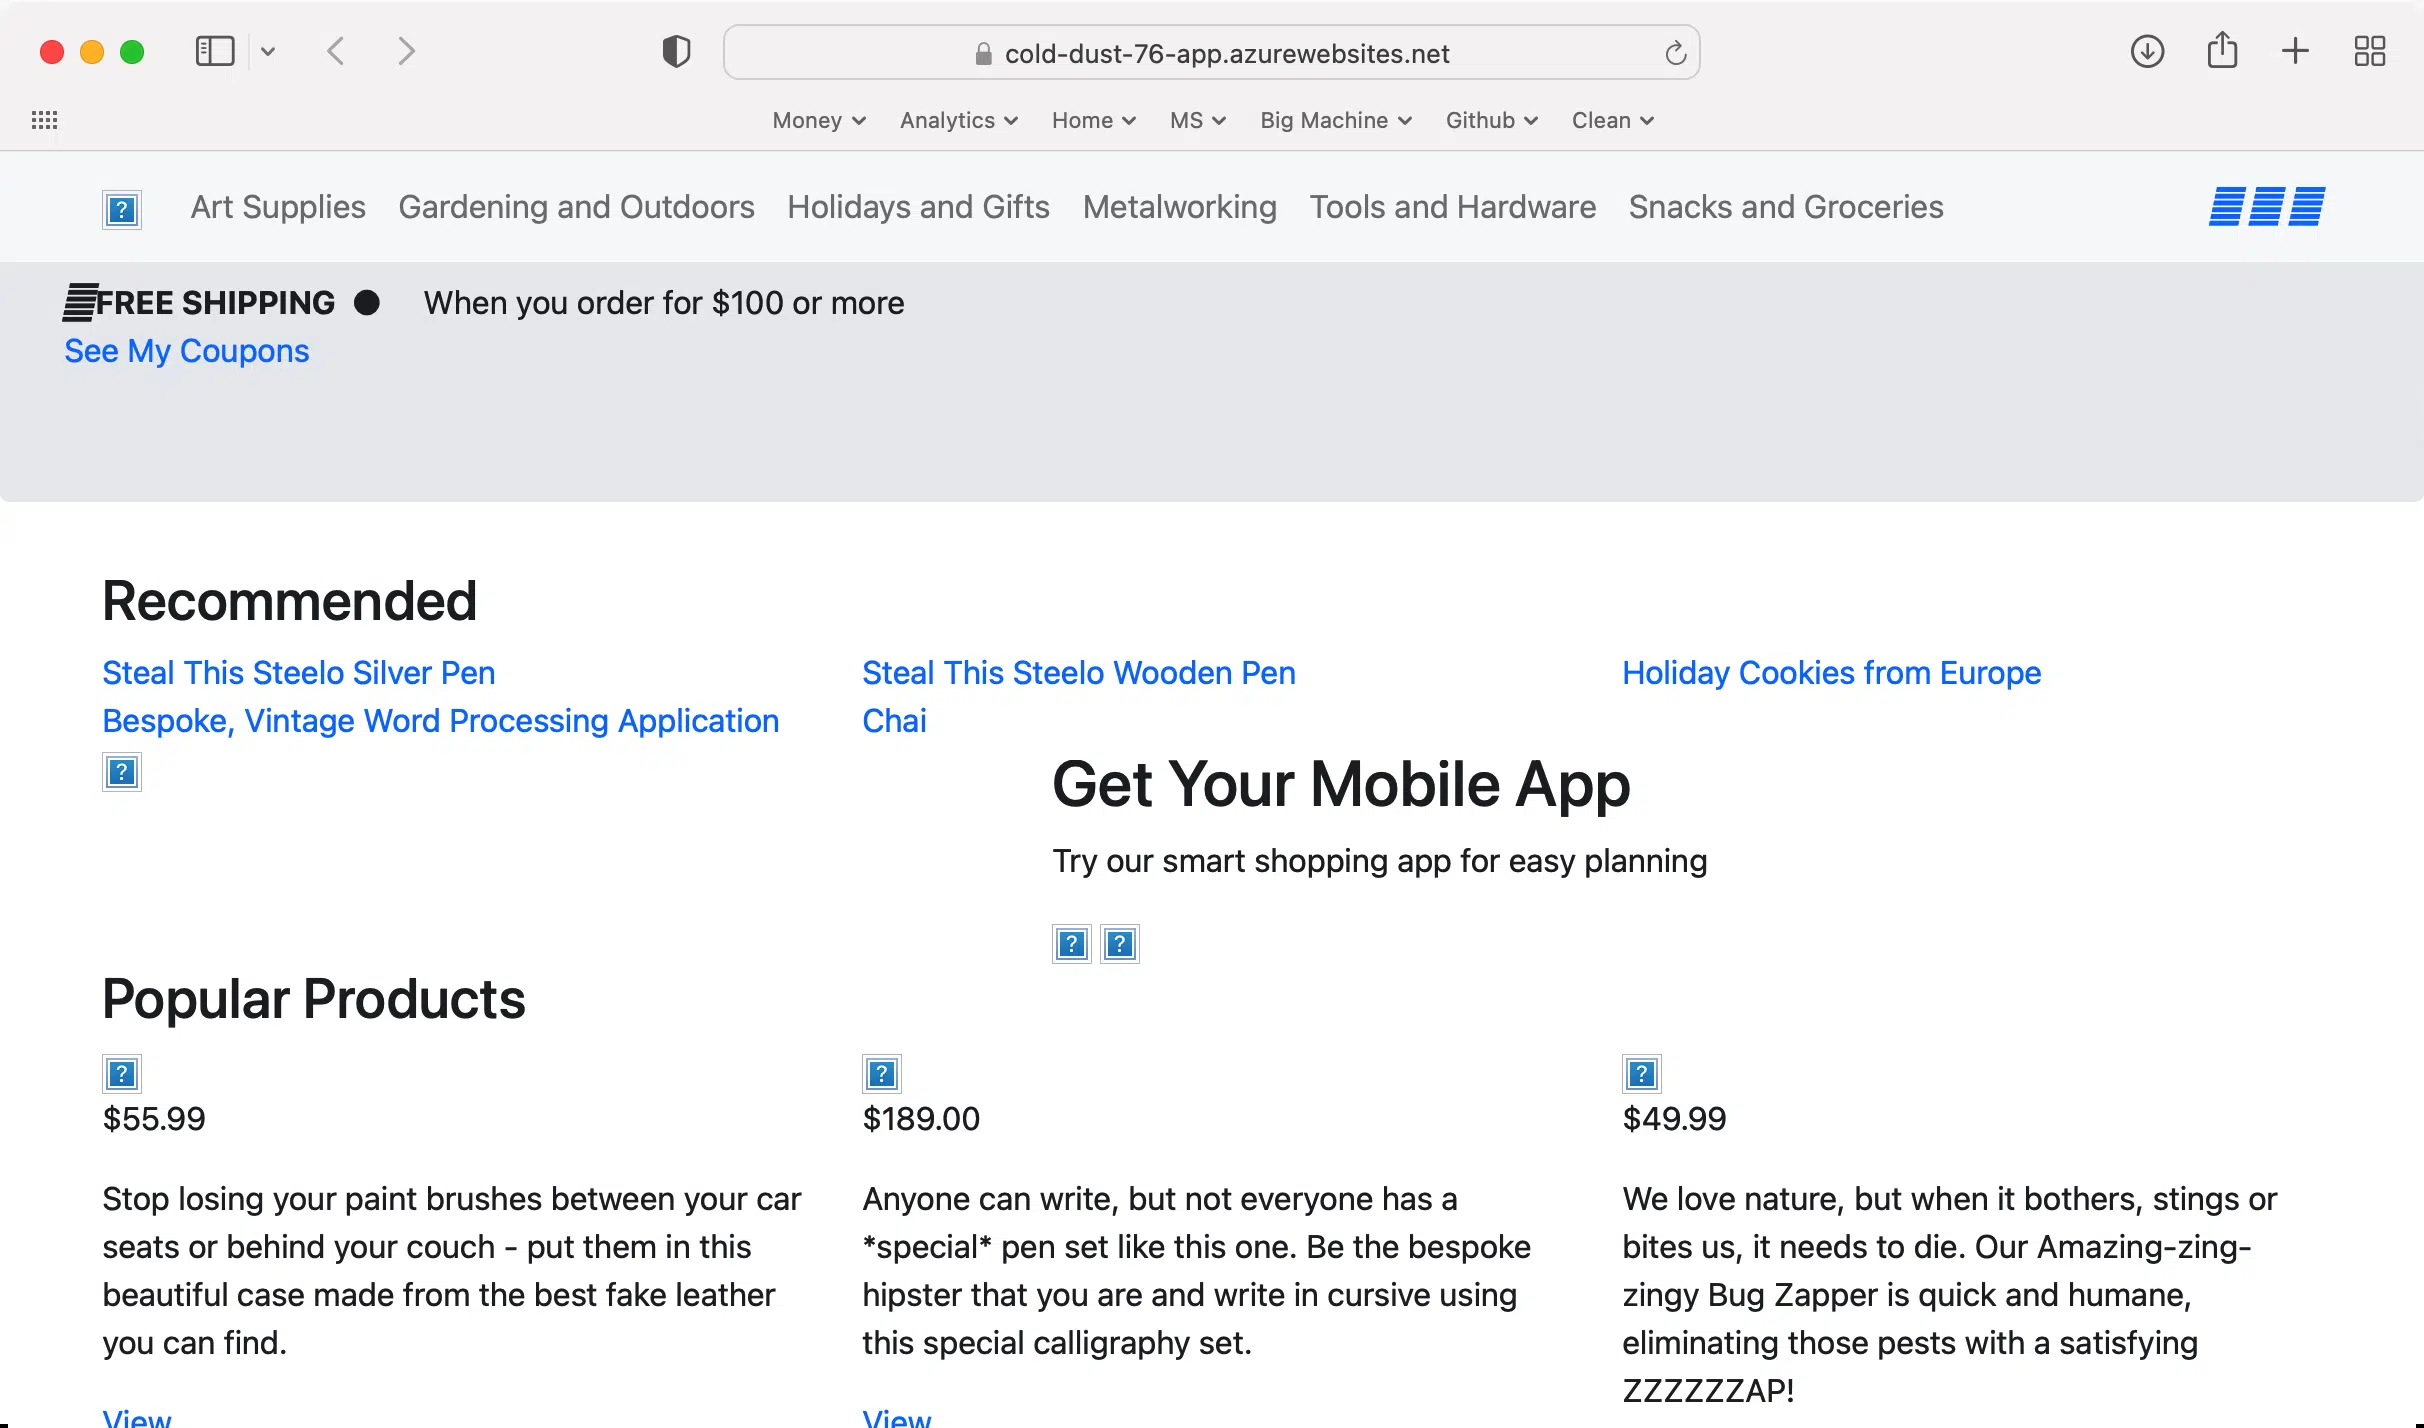 cold-dust-76-app.azurewebsites.net
Money Analytics Home MS Big Machine Github Clean
Art Supplies Gardening and Outdoors Holidays and Gifts Metalworking Tools and Hardware Snacks and Groceries
FREE SHIPPING When you order for $100 or more
See My Coupons
Recommended
Steal This Steelo Silver Pen Steal This Steelo Wooden Pen Holiday Cookies from Europe
Bespoke, Vintage Word Processing Application Chai
Get Your Mobile App
Try our smart shopping app for easy planning
Popular Products
$55.99
Stop losing your paint brushes between your car
seats or behind your couch - put them in this
beautiful case made from the best fake leather
you can find.
View
$189.00
Anyone can write, but not everyone has a
*special* pen set like this one. Be the bespoke
hipster that you are and write in cursive using
this special calligraphy set.
View
$49.99
We love nature, but when it bothers, stings or
bites us, it needs to die. Our Amazing-zing-
zingy Bug Zapper is quick and humane,
eliminating those pests with a satisfying
ZZZZZZAP!